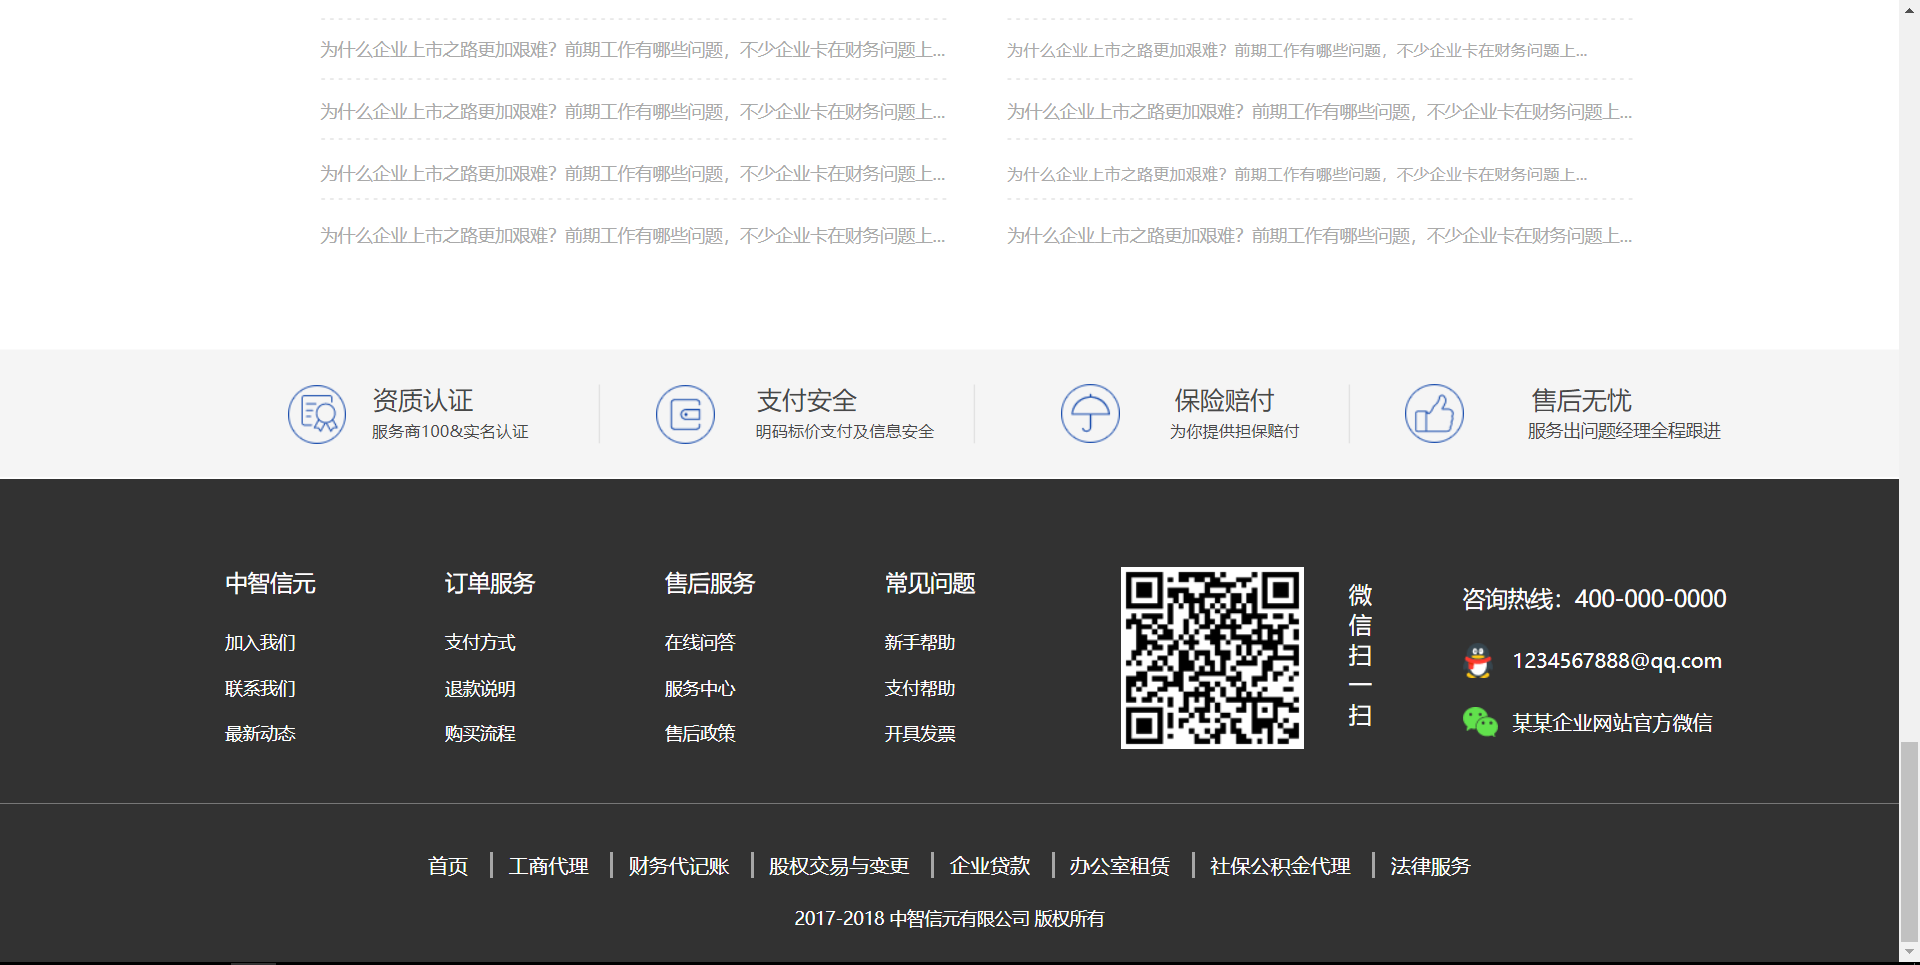 为什么企业上市之路更加艰难？前期工作有哪些问题，不少企业卡在财务问题上...
为什么企业上市之路更加艰难？前期工作有哪些问题，不少企业卡在财务问题上...
为什么企业上市之路更加艰难？前期工作有哪些问题，不少企业卡在财务问题上...
为什么企业上市之路更加艰难？前期工作有哪些问题，不少企业卡在财务问题上...
为什么企业上市之路更加艰难？前期工作有哪些问题，不少企业卡在财务问题上...
为什么企业上市之路更加艰难？前期工作有哪些问题，不少企业卡在财务问题上...
为什么企业上市之路更加艰难？前期工作有哪些问题，不少企业卡在财务问题上...
为什么企业上市之路更加艰难？前期工作有哪些问题，不少企业卡在财务问题上...
资质认证
服务商100&实名认证
支付安全
明码标价支付及信息安全
保险赔付
为你提供担保赔付
售后无忧
服务出问题经理全程跟进
中智信元
加入我们
联系我们
最新动态
订单服务
支付方式
退款说明
购买流程
售后服务
在线问答
服务中心
售后政策
常见问题
新手帮助
支付帮助
开具发票
微信扫一扫
咨询热线：400-000-0000
1234567888@qq.com
某某企业网站官方微信
首页 | 工商代理 | 财务代记账 | 股权交易与变更 | 企业贷款 | 办公室租赁 | 社保公积金代理 | 法律服务
2017-2018 中智信元有限公司 版权所有